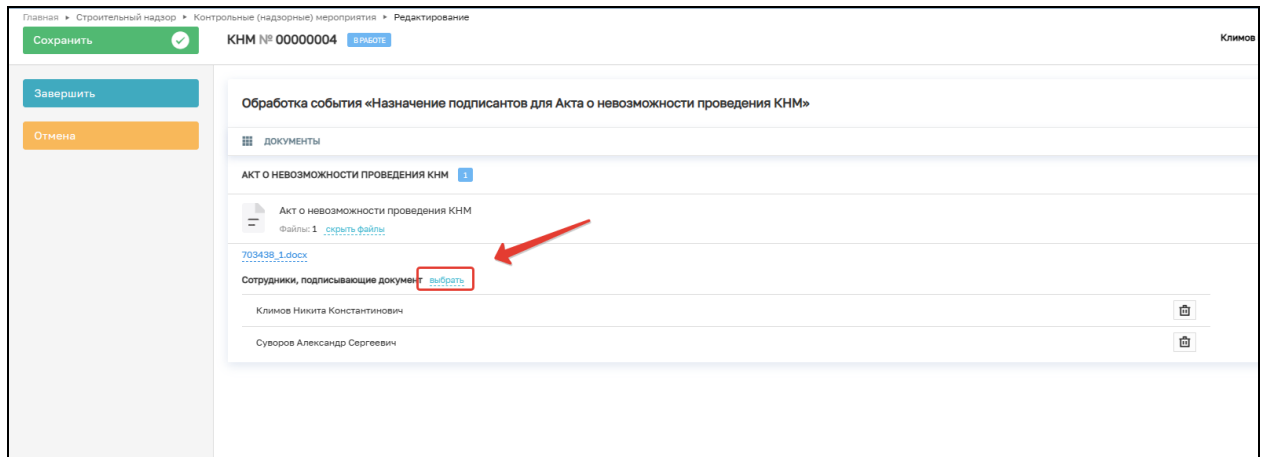 Главная ▸ Строительный надзор ▸ Контрольные (надзорные) мероприятия ▸ Редактирование
Сохранить
КНМ № 00000004 В РАБОТЕ
Климов
Завершить
Обработка события «Назначение подписантов для Акта о невозможности проведения КНМ»
Отмена
ДОКУМЕНТЫ
АКТ О НЕВОЗМОЖНОСТИ ПРОВЕДЕНИЯ КНМ 1
Акт о невозможности проведения КНМ
Файлы: 1 скрыть файлы
703438_1.docx
Сотрудники, подписывающие документ выбрать
Климов Никита Константинович
Суворов Александр Сергеевич